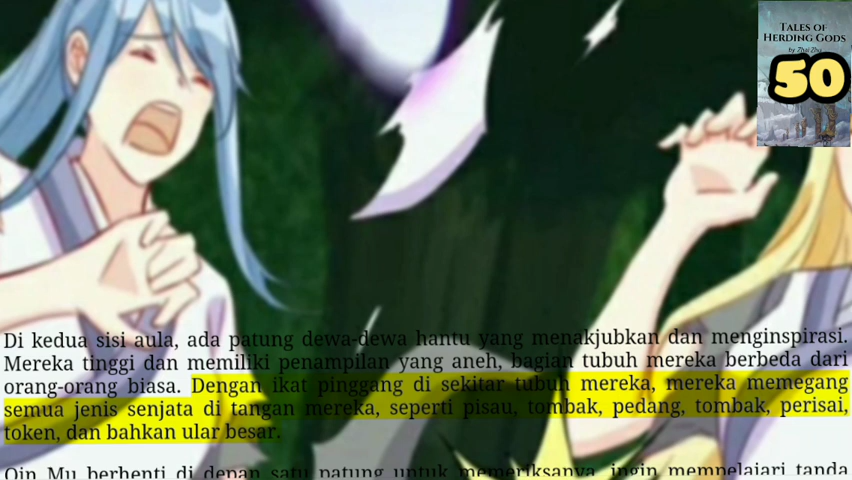 TALES OF
HERDING GODS
by Zhai Zhu
50
Di kedua sisi aula, ada patung dewa-dewa hantu yang menakjubkan dan menginspirasi.
Mereka tinggi dan memiliki penampilan yang aneh, bagian tubuh mereka berbeda dari
orang-orang biasa. Dengan ikat pinggang di sekitar tubuh mereka, mereka memegang
semua jenis senjata di tangan mereka, seperti pisau, tombak, pedang, tombak, perisai,
token, dan bahkan ular besar.
Qin Mu berhenti di depan satu patung untuk memeriksanya, ingin mempelajari tanda